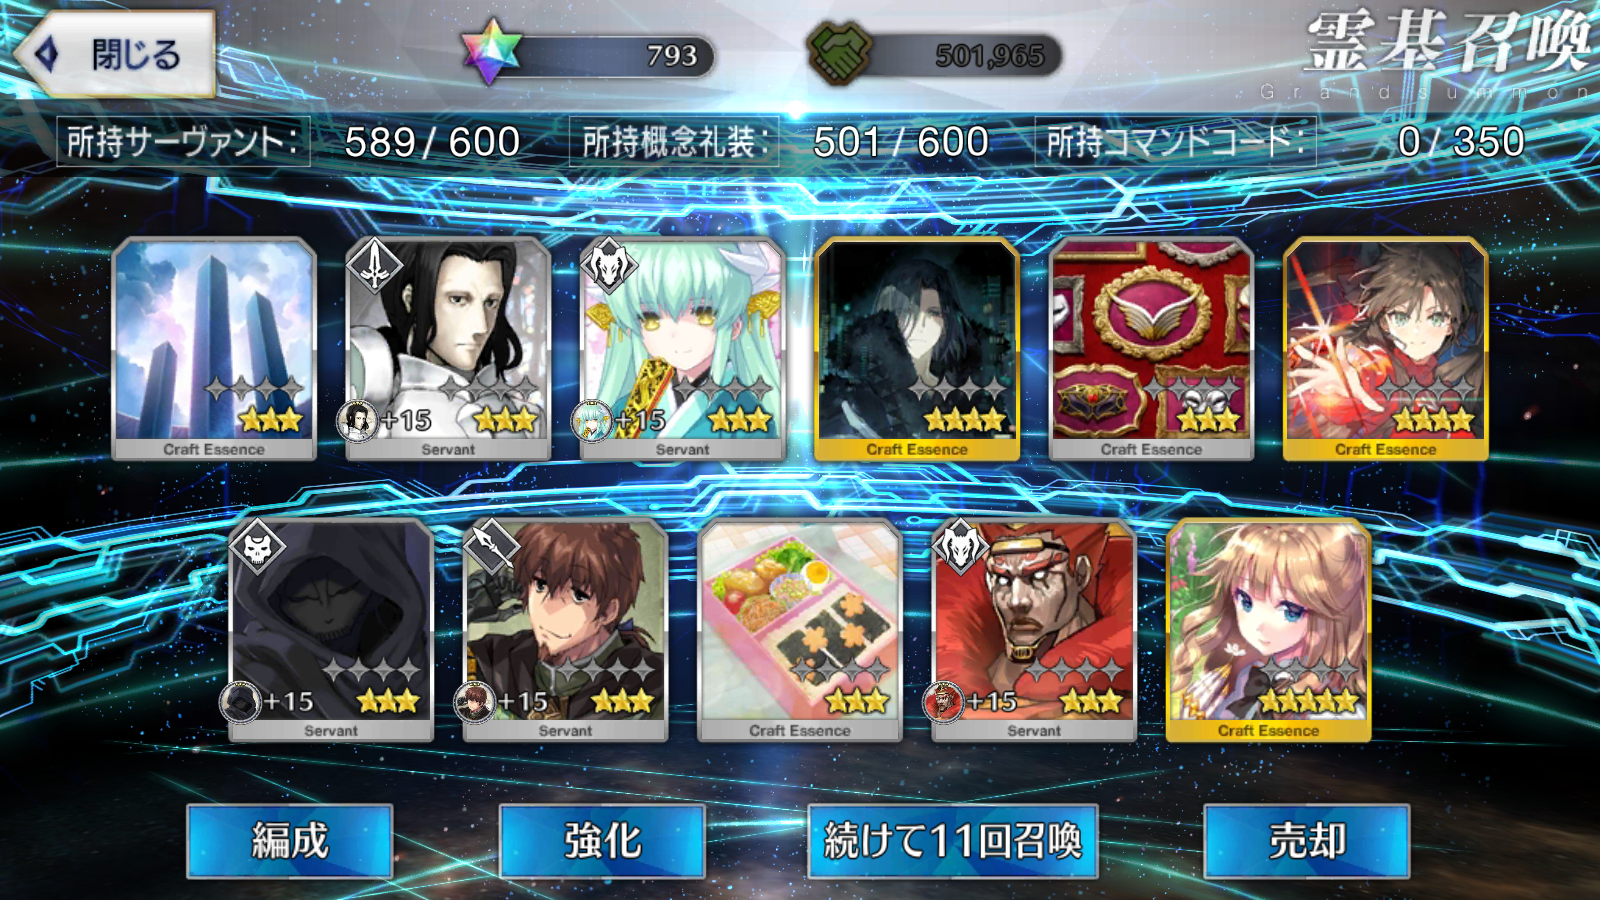 閉じる
793
501,965
霊基召喚
Grand summon
所持サーヴァント: 589 / 600
所持概念礼装: 501 / 600
所持コマンドコード: 0 / 350
Craft Essence
+15
Servant
+15
Servant
Craft Essence
Craft Essence
Craft Essence
+15
Servant
+15
Servant
Craft Essence
+15
Servant
Craft Essence
編成
強化
続けて11回召喚
売却